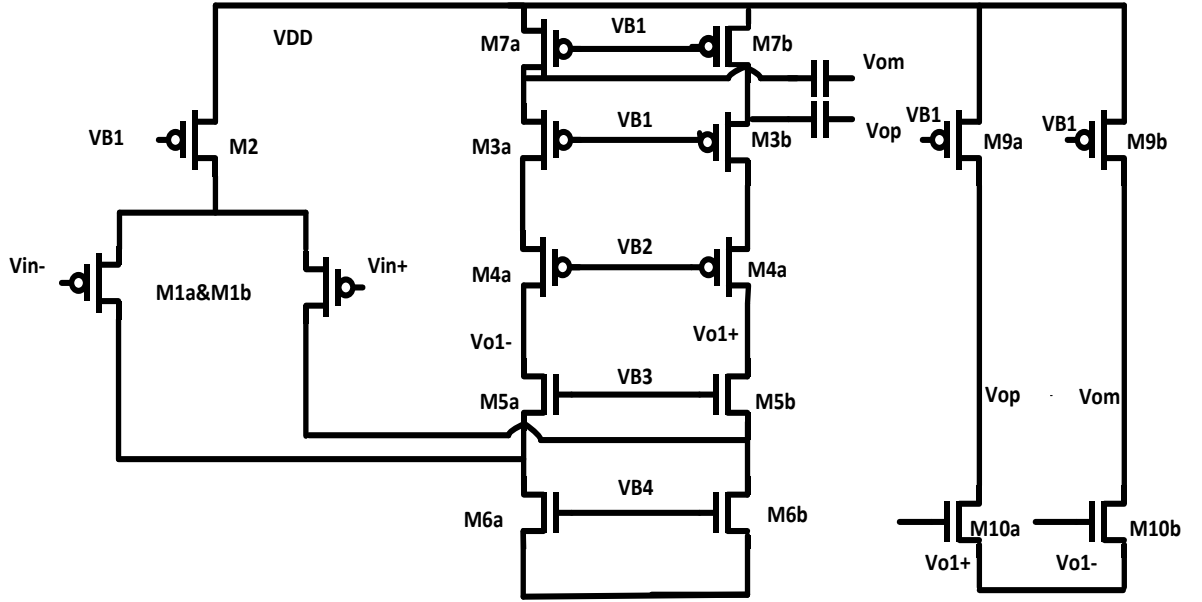 VDD
M7a
VB1
M7b
Vom
Vop
VB1
M2
M3a
VB1
M3b
VB1
M9a
VB1
M9b
Vin-
M1a&M1b
Vin+
M4a
VB2
M4a
Vo1-
Vo1+
M5a
VB3
M5b
Vop
Vom
M6a
VB4
M6b
M10a
M10b
Vo1+
Vo1-